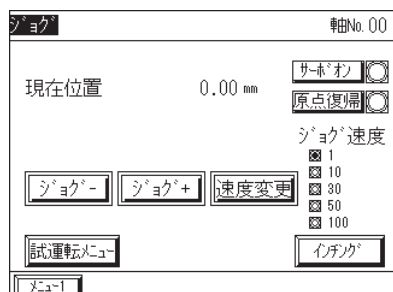 ｼﾞｮｸﾞ 軸No. 00
ｻｰﾎﾞｵﾝ
現在位置 0.00 mm
原点復帰
ｼﾞｮｸﾞ速度
1
10
ｼﾞｮｸﾞ- ｼﾞｮｸﾞ+ 速度変更 30
50
100
試運転ﾒﾆｭｰ ｲﾝﾁﾝｸﾞ
ﾒﾆｭｰ1